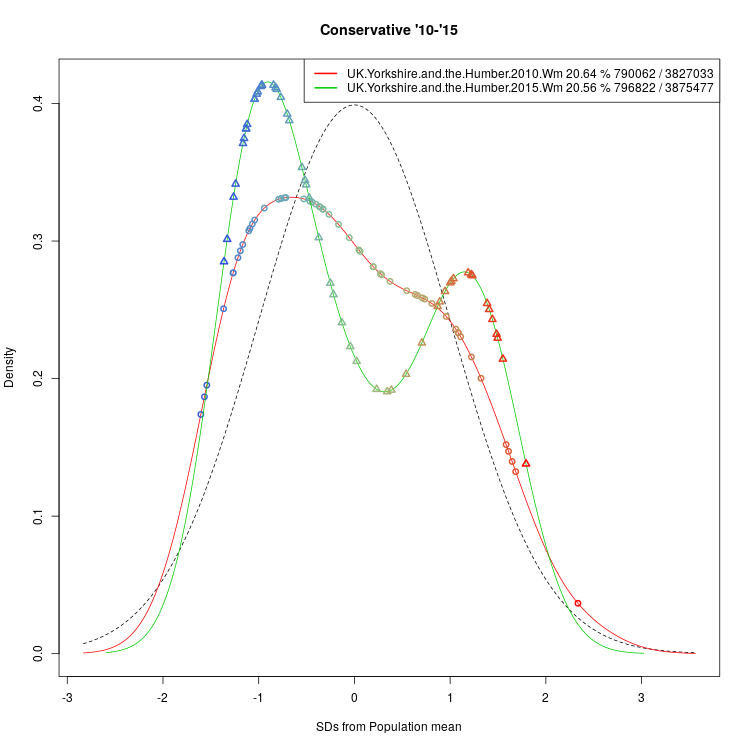 Conservative '10-'15
UK.Yorkshire.and.the.Humber.2010.Wm 20.64 % 790062 / 3827033
UK.Yorkshire.and.the.Humber.2015.Wm 20.56 % 796822 / 3875477
Density
0.4
0.3
0.2
0.1
0.0
-3 -2 -1 0 1 2 3
SDs from Population mean